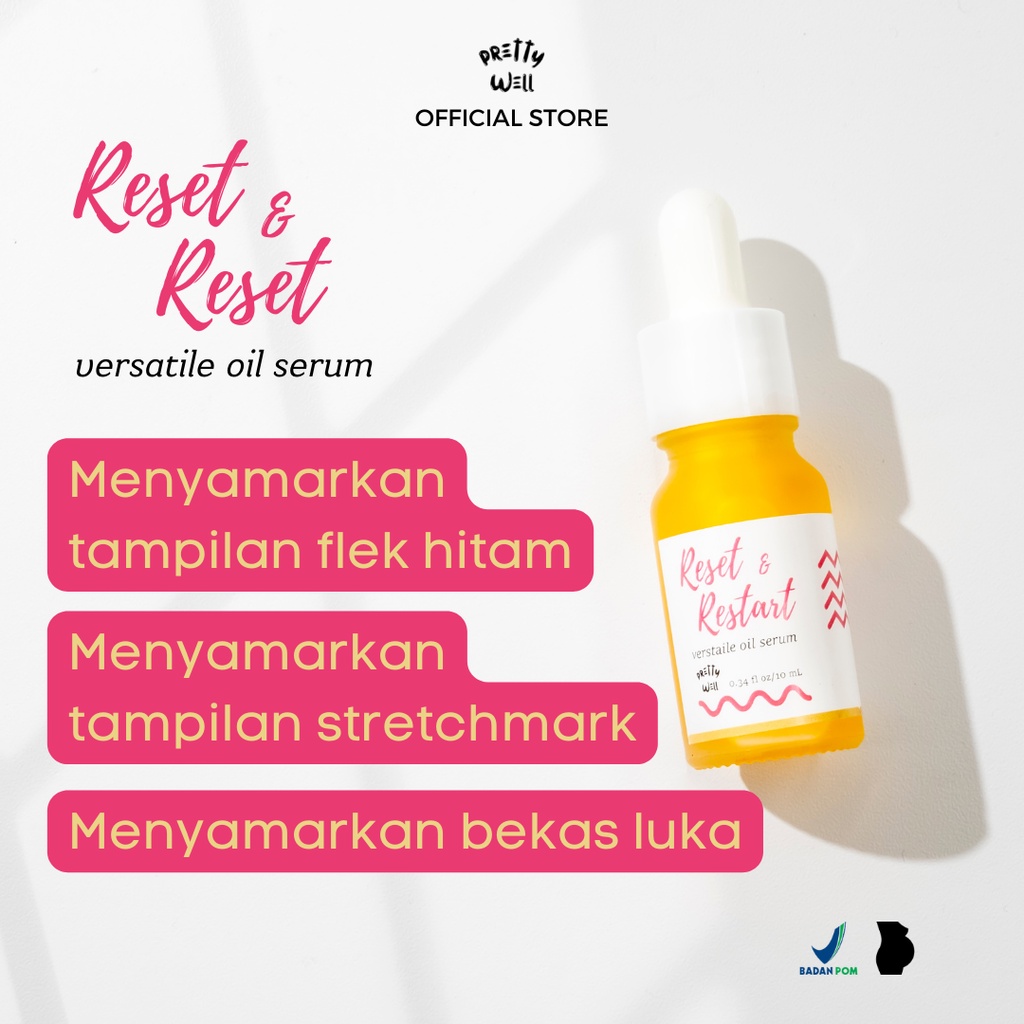 PRETTY
WELL
OFFICIAL STORE
Reset &
Reset
versatile oil serum
Menyamarkan
tampilan flek hitam
Menyamarkan
tampilan stretchmark
Menyamarkan bekas luka
Reset &
Restart
verstaile oil serum
PRETTY
WELL
0.34 fl oz/10 mL
BADAN POM